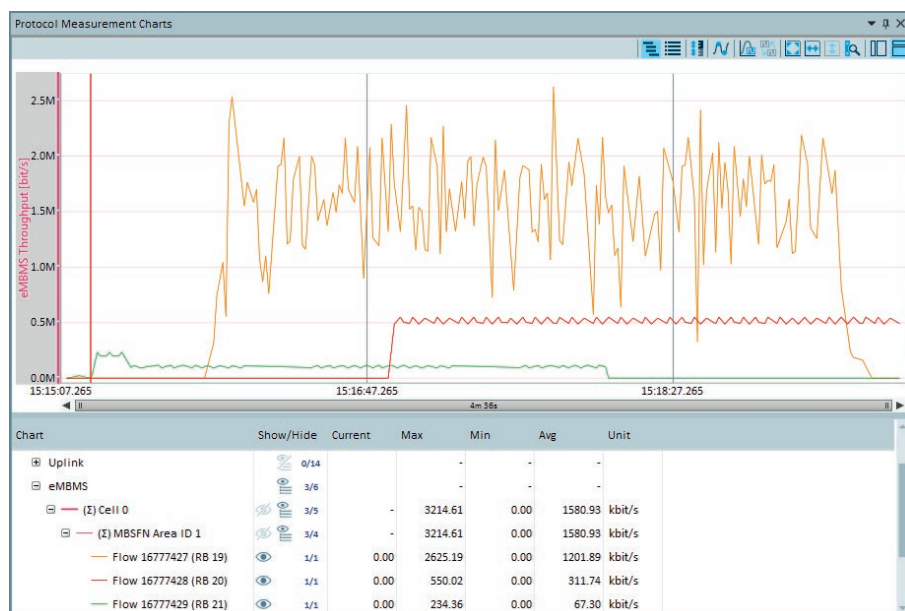 Protocol Measurement Charts
eMBMS Throughput [bit/s]
2.5M
2.0M
1.5M
1.0M
0.5M
0.0M
15:15:07.265 15:16:47.265 15:18:27.265
4m 36s
Chart Show/Hide Current Max Min Avg Unit
Uplink 0/14 - - -
eMBMS 3/6 - - -
(Σ) Cell 0 3/5 - 3214.61 0.00 1580.93 kbit/s
(Σ) MBSFN Area ID 1 3/4 - 3214.61 0.00 1580.93 kbit/s
Flow 16777427 (RB 19) 1/1 0.00 2625.19 0.00 1201.89 kbit/s
Flow 16777428 (RB 20) 1/1 0.00 550.02 0.00 311.74 kbit/s
Flow 16777429 (RB 21) 1/1 0.00 234.36 0.00 67.30 kbit/s